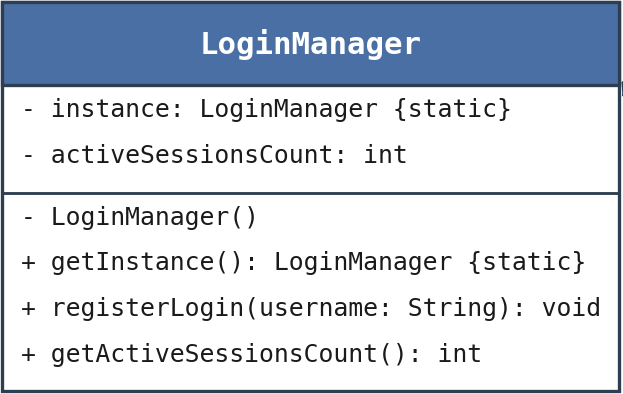 LoginManager
- instance: LoginManager {static}
- activeSessionsCount: int
- LoginManager()
+ getInstance(): LoginManager {static}
+ registerLogin(username: String): void
+ getActiveSessionsCount(): int